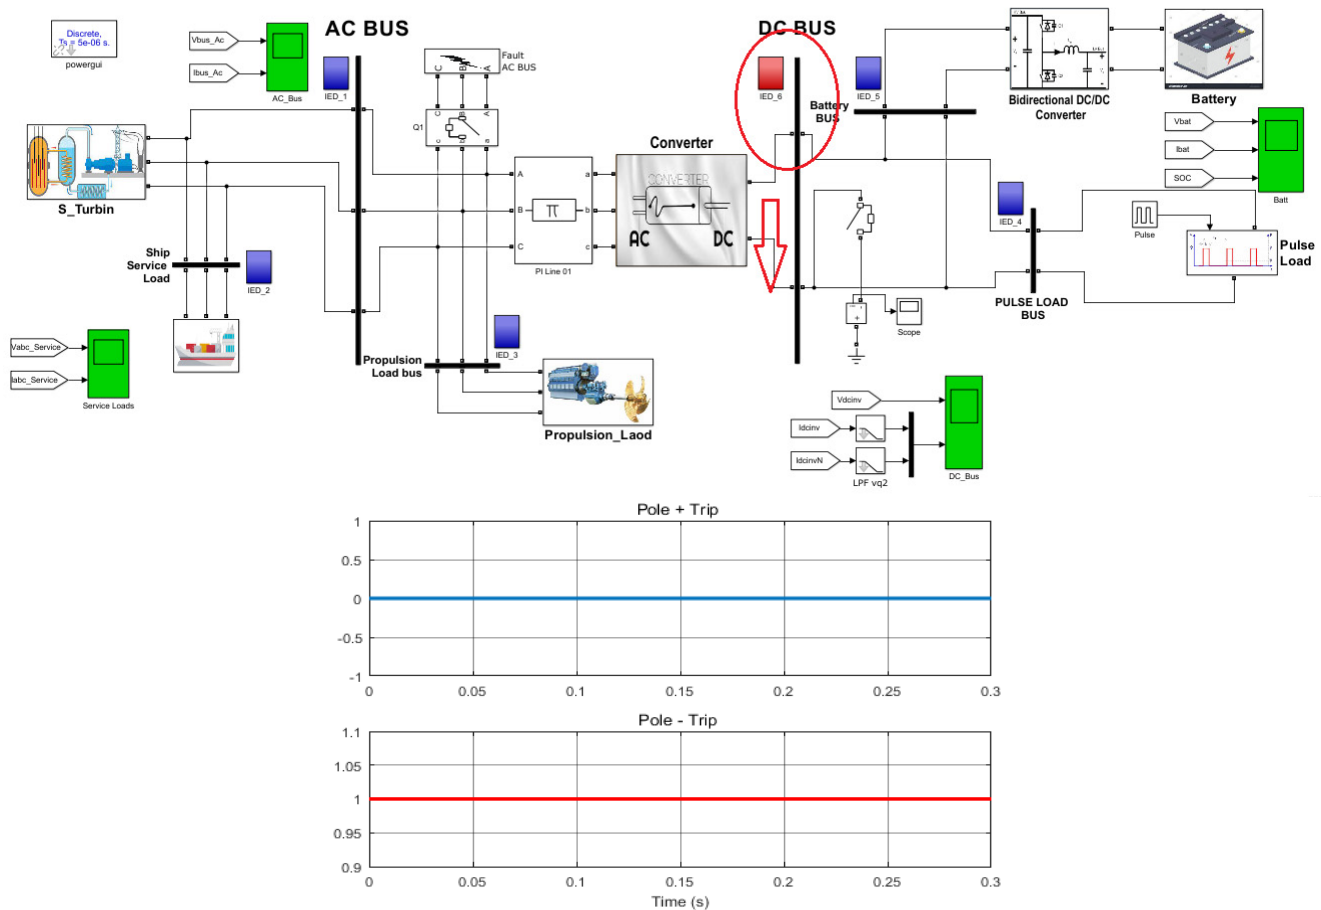 Discrete,
Ts = 5e-06 s.
powergui
Vbus_Ac
Ibus_Ac
AC_Bus
AC BUS
IED_1
Fault
AC BUS
C B A
C B A
Q1
c b a
S_Turbin
Ship
Service
Load
IED_2
Vabc_Service
Iabc_Service
Service Loads
A a
B b
C c
π
PI Line 01
Converter
CONVERTER
AC DC
Propulsion
Load bus
IED_3
Propulsion_Laod
DC BUS
IED_6
Battery
BUS
IED_5
Bidirectional DC/DC
Converter
Battery
Vbat
Ibat
SOC
Batt
IED_4
Pulse
Pulse
Load
PULSE LOAD
BUS
Scope
Vdcinv
Idcinv
IdcinvN
LPF vq2
DC_Bus
Pole + Trip
1
0.5
0
-0.5
-1
0 0.05 0.1 0.15 0.2 0.25 0.3
Pole - Trip
1.1
1.05
1
0.95
0.9
0 0.05 0.1 0.15 0.2 0.25 0.3
Time (s)